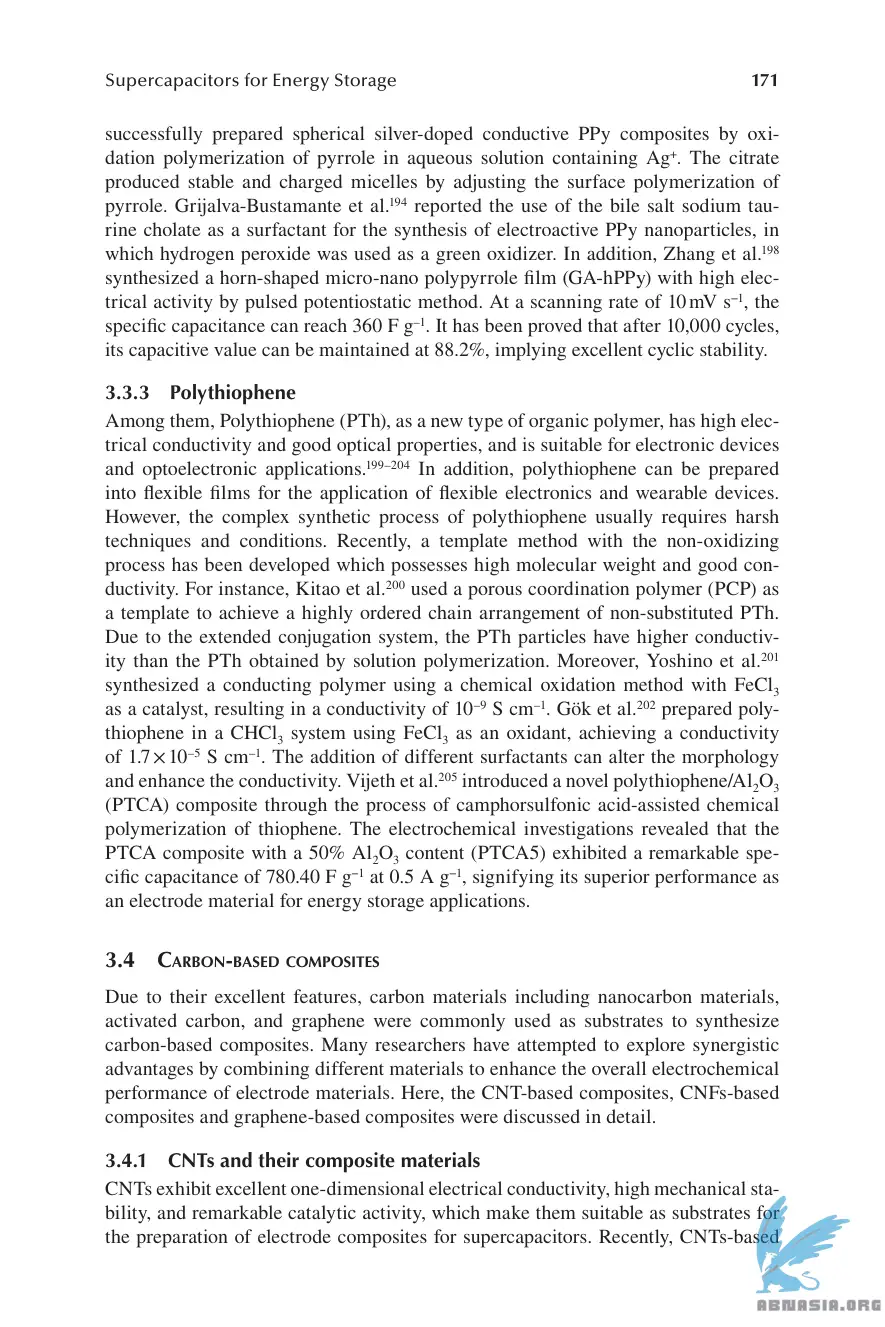 Supercapacitors for Energy Storage 171
successfully prepared spherical silver-doped conductive PPy composites by oxi-
dation polymerization of pyrrole in aqueous solution containing Ag⁺. The citrate
produced stable and charged micelles by adjusting the surface polymerization of
pyrrole. Grijalva-Bustamante et al.¹⁹⁴ reported the use of the bile salt sodium tau-
rine cholate as a surfactant for the synthesis of electroactive PPy nanoparticles, in
which hydrogen peroxide was used as a green oxidizer. In addition, Zhang et al.¹⁹⁸
synthesized a horn-shaped micro-nano polypyrrole film (GA-hPPy) with high elec-
trical activity by pulsed potentiostatic method. At a scanning rate of 10 mV s⁻¹, the
specific capacitance can reach 360 F g⁻¹. It has been proved that after 10,000 cycles,
its capacitive value can be maintained at 88.2%, implying excellent cyclic stability.
3.3.3 Polythiophene
Among them, Polythiophene (PTh), as a new type of organic polymer, has high elec-
trical conductivity and good optical properties, and is suitable for electronic devices
and optoelectronic applications.¹⁹⁹⁻²⁰⁴ In addition, polythiophene can be prepared
into flexible films for the application of flexible electronics and wearable devices.
However, the complex synthetic process of polythiophene usually requires harsh
techniques and conditions. Recently, a template method with the non-oxidizing
process has been developed which possesses high molecular weight and good con-
ductivity. For instance, Kitao et al.²⁰⁰ used a porous coordination polymer (PCP) as
a template to achieve a highly ordered chain arrangement of non-substituted PTh.
Due to the extended conjugation system, the PTh particles have higher conductiv-
ity than the PTh obtained by solution polymerization. Moreover, Yoshino et al.²⁰¹
synthesized a conducting polymer using a chemical oxidation method with FeCl₃
as a catalyst, resulting in a conductivity of 10⁻⁹ S cm⁻¹. Gök et al.²⁰² prepared poly-
thiophene in a CHCl₃ system using FeCl₃ as an oxidant, achieving a conductivity
of 1.7 × 10⁻⁵ S cm⁻¹. The addition of different surfactants can alter the morphology
and enhance the conductivity. Vijeth et al.²⁰⁵ introduced a novel polythiophene/Al₂O₃
(PTCA) composite through the process of camphorsulfonic acid-assisted chemical
polymerization of thiophene. The electrochemical investigations revealed that the
PTCA composite with a 50% Al₂O₃ content (PTCA5) exhibited a remarkable spe-
cific capacitance of 780.40 F g⁻¹ at 0.5 A g⁻¹, signifying its superior performance as
an electrode material for energy storage applications.
3.4 Carbon-based composites
Due to their excellent features, carbon materials including nanocarbon materials,
activated carbon, and graphene were commonly used as substrates to synthesize
carbon-based composites. Many researchers have attempted to explore synergistic
advantages by combining different materials to enhance the overall electrochemical
performance of electrode materials. Here, the CNT-based composites, CNFs-based
composites and graphene-based composites were discussed in detail.
3.4.1 CNTs and their composite materials
CNTs exhibit excellent one-dimensional electrical conductivity, high mechanical sta-
bility, and remarkable catalytic activity, which make them suitable as substrates for
the preparation of electrode composites for supercapacitors. Recently, CNTs-based
ABNASIA.ORG